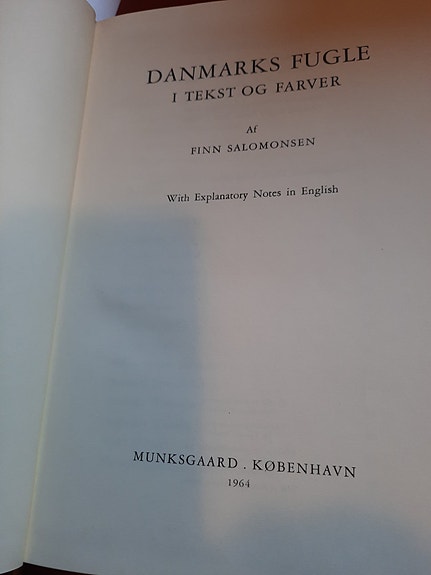 DANMARKS FUGLE
I TEKST OG FARVER
Af
FINN SALOMONSEN
With Explanatory Notes in English
MUNKSGAARD . KØBENHAVN
1964